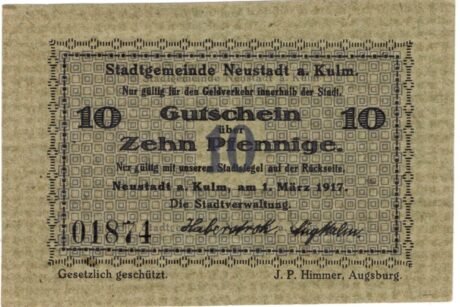 Stadtgemeinde Neustadt a. Kulm.
Nur gültig für den Geldverkehr innerhalb der Stadt.
10 Gutschein 10
über
Zehn Pfennige.
10
Nur gültig mit unserem Stadtsiegel auf der Rückseite.
Neustadt a. Kulm, am 1. März 1917.
Die Stadtverwaltung.
01874
Gesetzlich geschützt. J. P. Himmer, Augsburg.